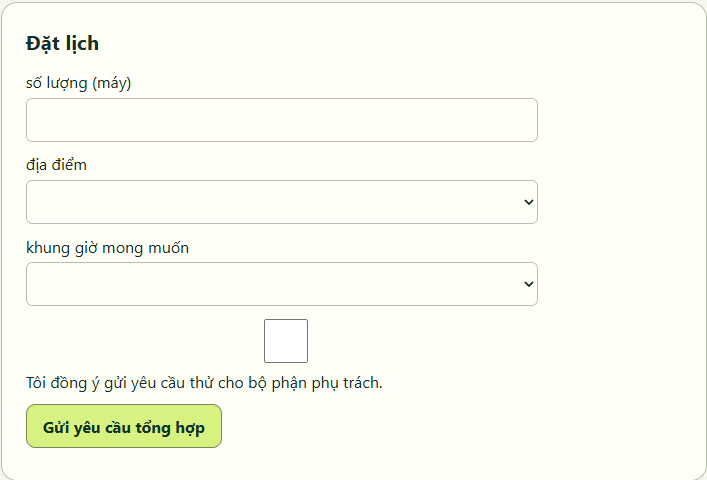 Đặt lịch
số lượng (máy)
địa điểm
khung giờ mong muốn
Tôi đồng ý gửi yêu cầu thử cho bộ phận phụ trách.
Gửi yêu cầu tổng hợp